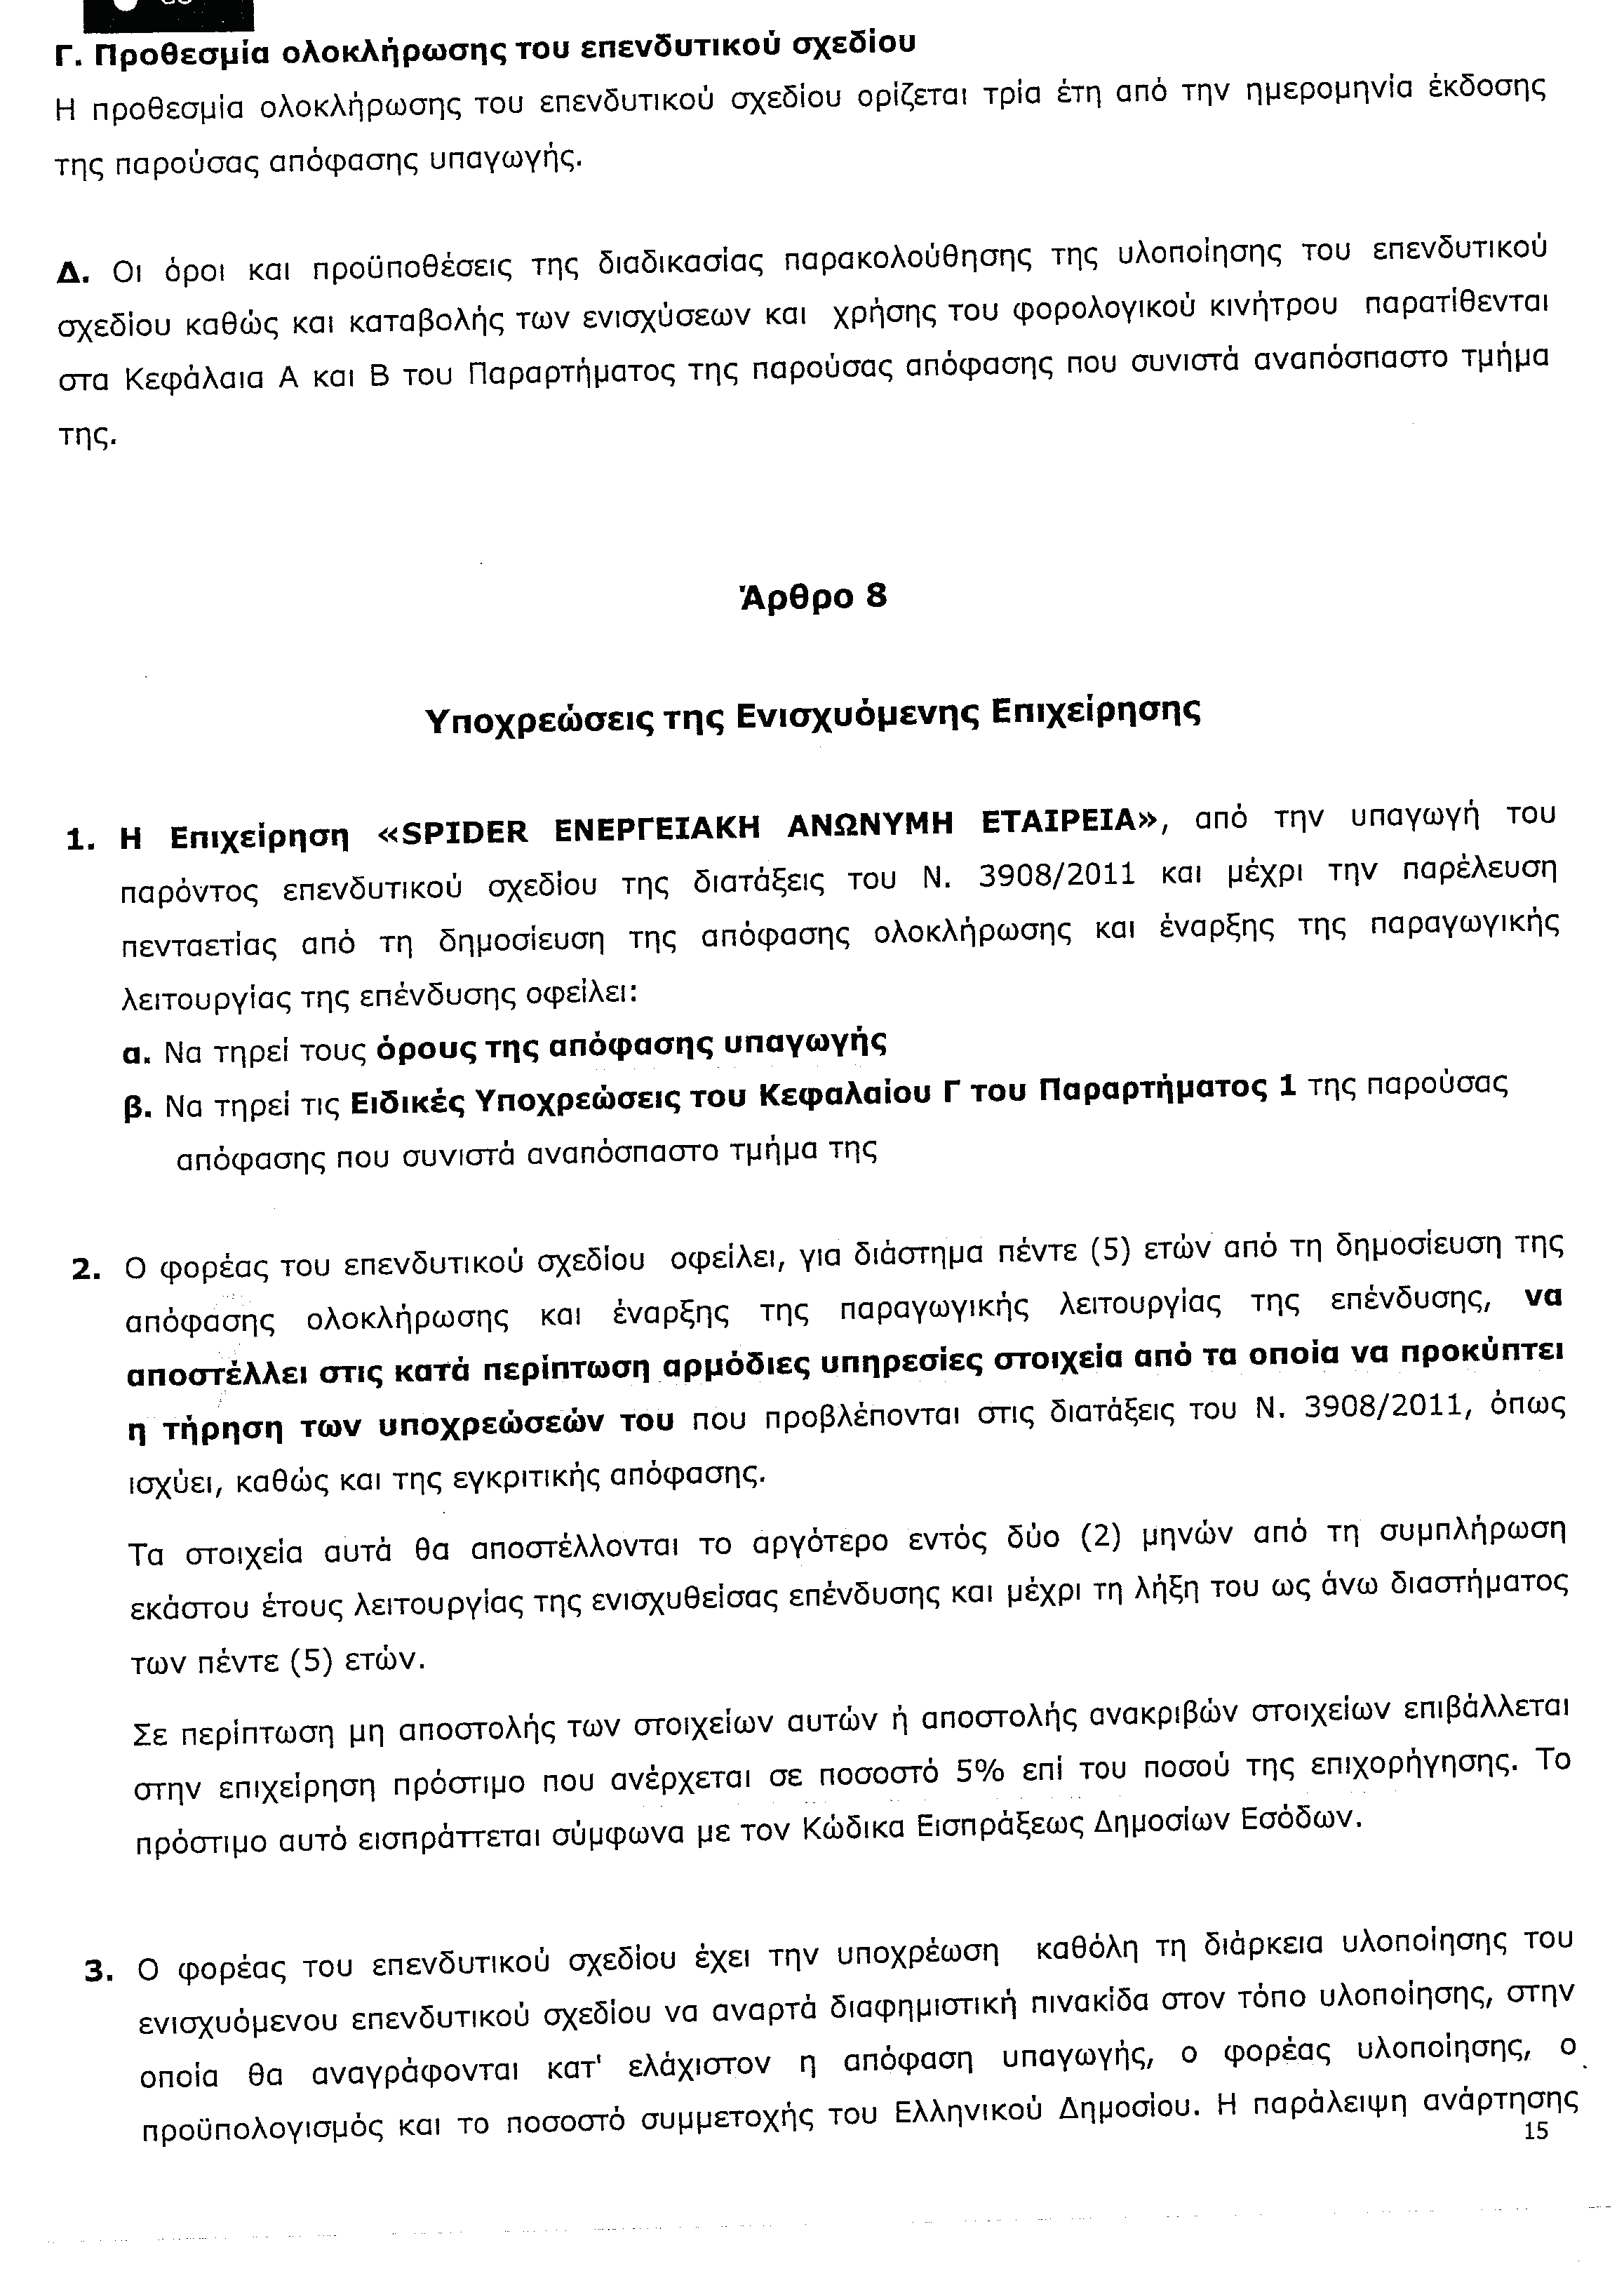 Γ. Προθεσμία ολοκλήρωσης του επενδυτικού σχεδίου
Η προθεσμία ολοκλήρωσης του επενδυτικού σχεδίου ορίζεται τρία έτη από την ημερομηνία έκδοσης
της παρούσας απόφασης υπαγωγής.
Δ. Οι όροι και προϋποθέσεις της διαδικασίας παρακολούθησης της υλοποίησης του επενδυτικού
σχεδίου καθώς και καταβολής των ενισχύσεων και χρήσης του φορολογικού κινήτρου παρατίθενται
στα Κεφάλαια Α και Β του Παραρτήματος της παρούσας απόφασης που συνιστά αναπόσπαστο τμήμα
της.
Άρθρο 8
Υποχρεώσεις της Ενισχυόμενης Επιχείρησης
1. Η Επιχείρηση «SPIDER ΕΝΕΡΓΕΙΑΚΗ ΑΝΩΝΥΜΗ ΕΤΑΙΡΕΙΑ», από την υπαγωγή του
παρόντος επενδυτικού σχεδίου της διατάξεις του Ν. 3908/2011 και μέχρι την παρέλευση
πενταετίας από τη δημοσίευση της απόφασης ολοκλήρωσης και έναρξης της παραγωγικής
λειτουργίας της επένδυσης οφείλει:
α. Να τηρεί τους όρους της απόφασης υπαγωγής
β. Να τηρεί τις Ειδικές Υποχρεώσεις του Κεφαλαίου Γ του Παραρτήματος 1 της παρούσας
απόφασης που συνιστά αναπόσπαστο τμήμα της
2. Ο φορέας του επενδυτικού σχεδίου οφείλει, για διάστημα πέντε (5) ετών από τη δημοσίευση της
απόφασης ολοκλήρωσης και έναρξης της παραγωγικής λειτουργίας της επένδυσης, να
αποστέλλει στις κατά περίπτωση αρμόδιες υπηρεσίες στοιχεία από τα οποία να προκύπτει
η τήρηση των υποχρεώσεών του που προβλέπονται στις διατάξεις του Ν. 3908/2011, όπως
ισχύει, καθώς και της εγκριτικής απόφασης.
Τα στοιχεία αυτά θα αποστέλλονται το αργότερο εντός δύο (2) μηνών από τη συμπλήρωση
εκάστου έτους λειτουργίας της ενισχυθείσας επένδυσης και μέχρι τη λήξη του ως άνω διαστήματος
των πέντε (5) ετών.
Σε περίπτωση μη αποστολής των στοιχείων αυτών ή αποστολής ανακριβών στοιχείων επιβάλλεται
στην επιχείρηση πρόστιμο που ανέρχεται σε ποσοστό 5% επί του ποσού της επιχορήγησης. Το
πρόστιμο αυτό εισπράττεται σύμφωνα με τον Κώδικα Εισπράξεως Δημοσίων Εσόδων.
3. Ο φορέας του επενδυτικού σχεδίου έχει την υποχρέωση καθόλη τη διάρκεια υλοποίησης του
ενισχυόμενου επενδυτικού σχεδίου να αναρτά διαφημιστική πινακίδα στον τόπο υλοποίησης, στην
οποία θα αναγράφονται κατ' ελάχιστον η απόφαση υπαγωγής, ο φορέας υλοποίησης, ο
προϋπολογισμός και το ποσοστό συμμετοχής του Ελληνικού Δημοσίου. Η παράλειψη ανάρτησης
15